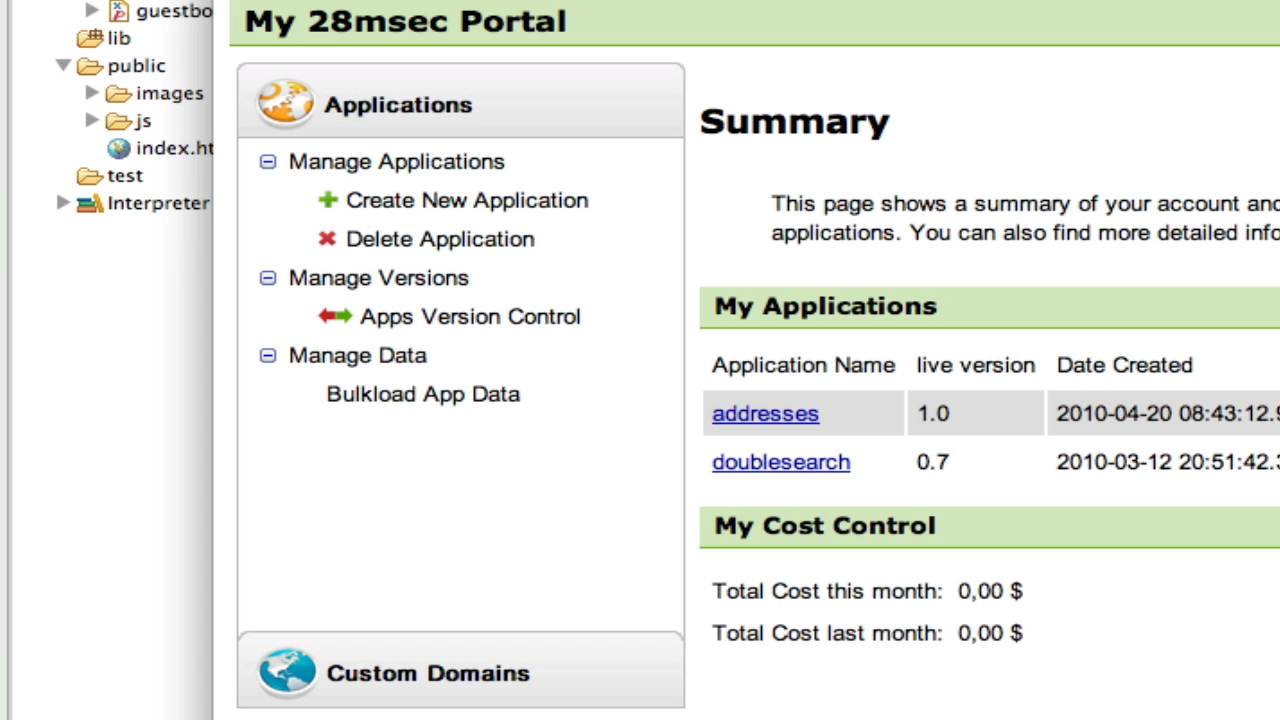 guestbo
lib
public
images
js
index.ht
test
Interpreter
My 28msec Portal
Applications
Manage Applications
Create New Application
Delete Application
Manage Versions
Apps Version Control
Manage Data
Bulkload App Data
Custom Domains
Summary
This page shows a summary of your account and
applications. You can also find more detailed info
My Applications
Application Name live version Date Created
addresses 1.0 2010-04-20 08:43:12.9
doublesearch 0.7 2010-03-12 20:51:42.3
My Cost Control
Total Cost this month: 0,00 $
Total Cost last month: 0,00 $